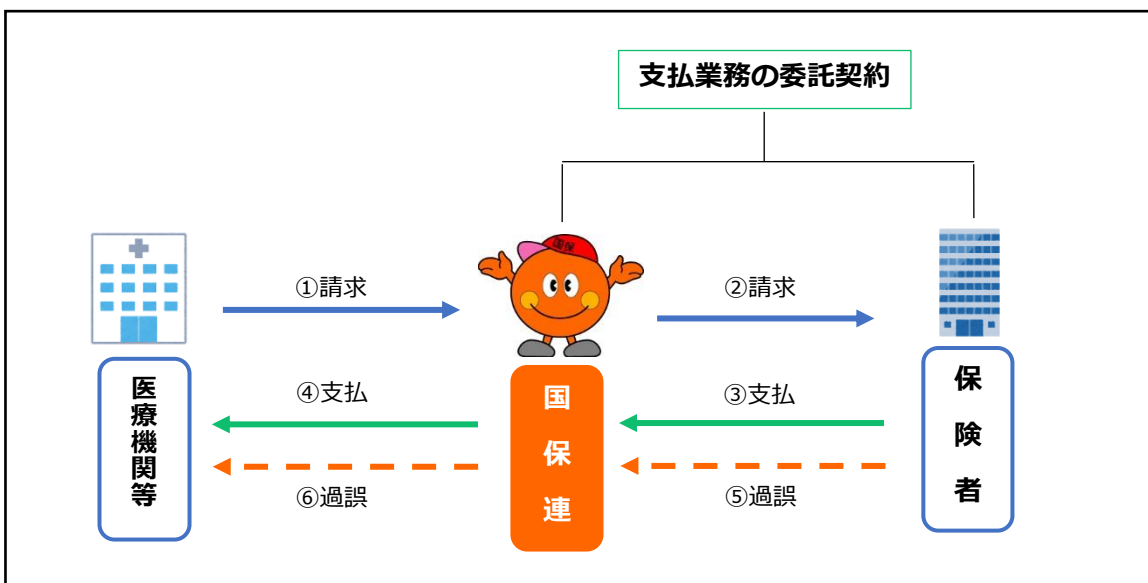 支払業務の委託契約
国保
①請求
②請求
医療機関等
④支払
国保連
③支払
保険者
⑥過誤
⑤過誤